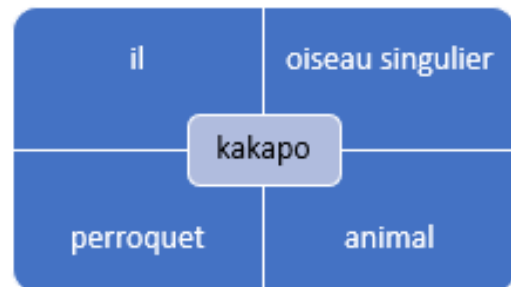 il
oiseau singulier
kakapo
perroquet
animal